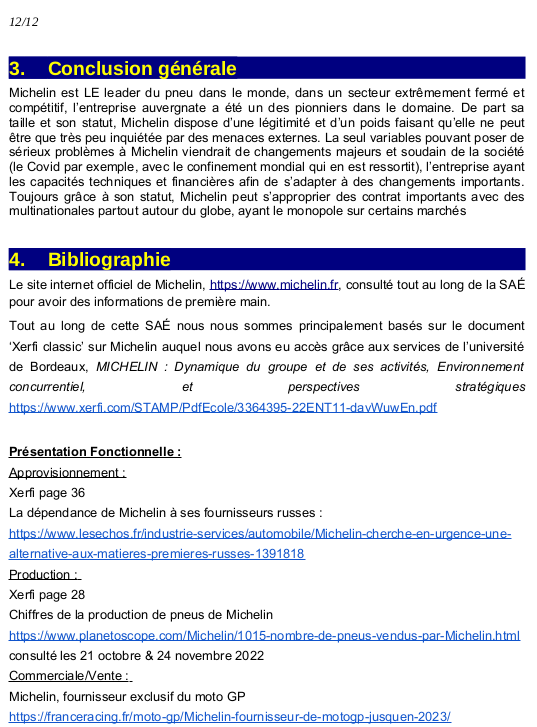 12/12
3. Conclusion générale
Michelin est LE leader du pneu dans le monde, dans un secteur extrêmement fermé et
compétitif, l'entreprise auvergnate a été un des pionniers dans le domaine. De part sa
taille et son statut, Michelin dispose d'une légitimité et d'un poids faisant qu'elle ne peut
être que très peu inquiétée par des menaces externes. La seul variables pouvant poser de
sérieux problèmes à Michelin viendrait de changements majeurs et soudain de la société
(le Covid par exemple, avec le confinement mondial qui en est ressortit), l'entreprise ayant
les capacités techniques et financières afin de s'adapter à des changements importants.
Toujours grâce à son statut, Michelin peut s'approprier des contrat importants avec des
multinationales partout autour du globe, ayant le monopole sur certains marchés
4. Bibliographie
Le site internet officiel de Michelin, https://www.michelin.fr, consulté tout au long de la SAÉ
pour avoir des informations de première main.
Tout au long de cette SAÉ nous nous sommes principalement basés sur le document
'Xerfi classic' sur Michelin auquel nous avons eu accès grâce aux services de l'université
de Bordeaux, MICHELIN : Dynamique du groupe et de ses activités, Environnement
concurrentiel, et perspectives stratégiques
https://www.xerfi.com/STAMP/PdfEcole/3364395-22ENT11-davWuwEn.pdf
Présentation Fonctionnelle :
Approvisionnement :
Xerfi page 36
La dépendance de Michelin à ses fournisseurs russes :
https://www.lesechos.fr/industrie-services/automobile/Michelin-cherche-en-urgence-une-
alternative-aux-matieres-premieres-russes-1391818
Production :
Xerfi page 28
Chiffres de la production de pneus de Michelin
https://www.planetoscope.com/Michelin/1015-nombre-de-pneus-vendus-par-Michelin.html
consulté les 21 octobre & 24 novembre 2022
Commerciale/Vente :
Michelin, fournisseur exclusif du moto GP
https://franceracing.fr/moto-gp/Michelin-fournisseur-de-motogp-jusquen-2023/